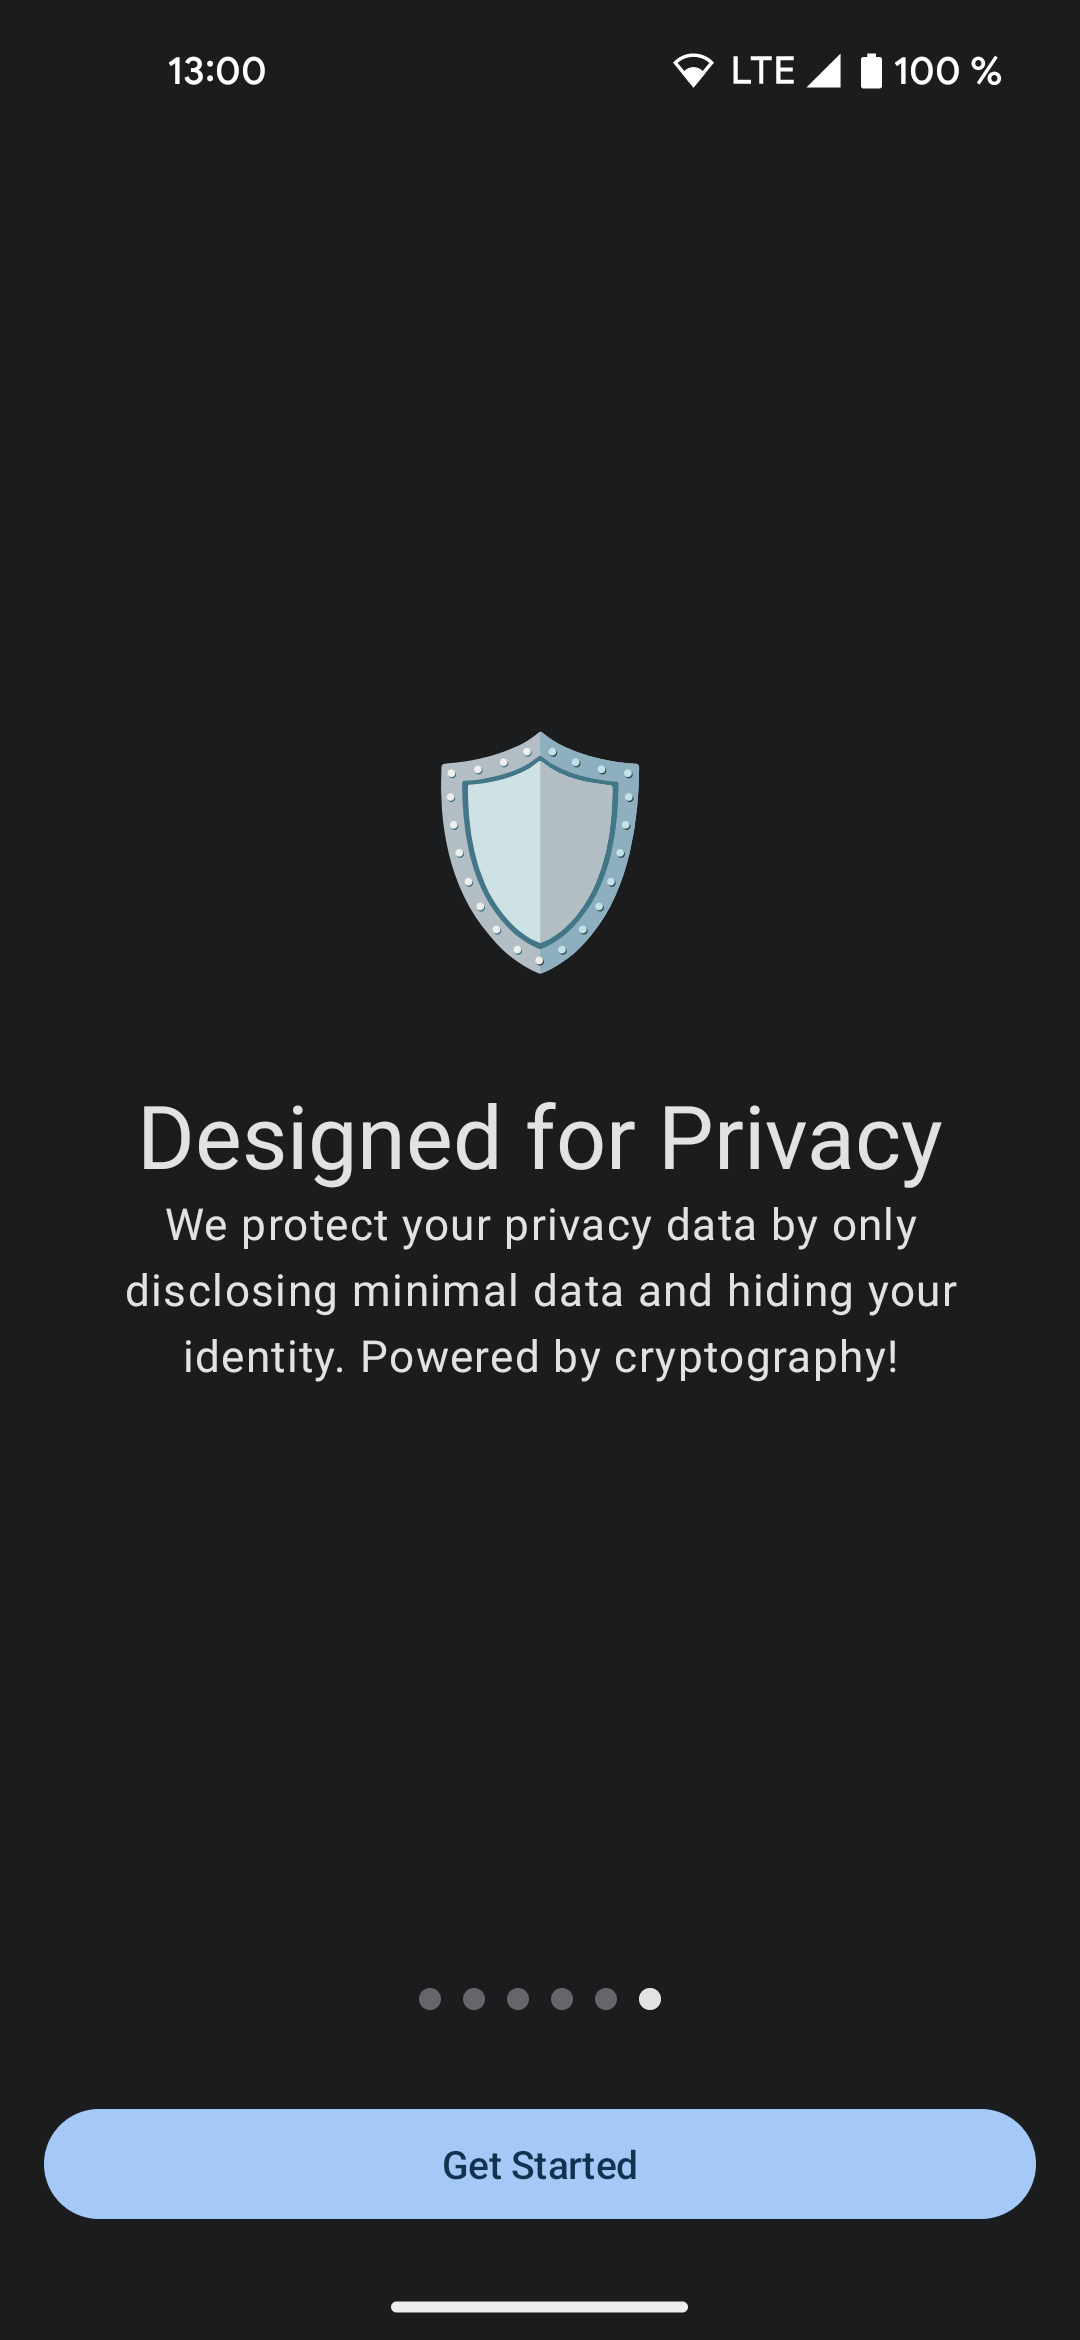 13:00 LTE 100 %
Designed for Privacy
We protect your privacy data by only
disclosing minimal data and hiding your
identity. Powered by cryptography!
Get Started